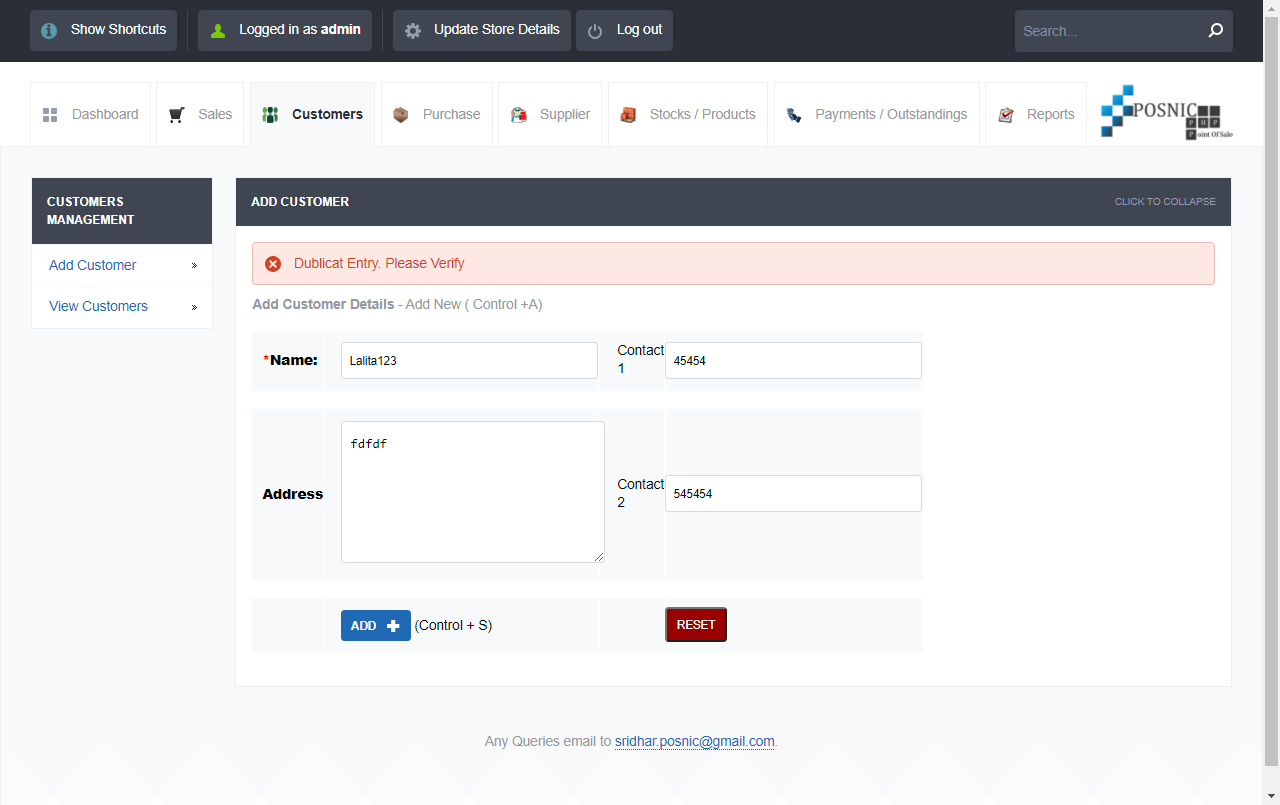 Show Shortcuts
Logged in as admin
Update Store Details
Log out
Search...
Dashboard
Sales
Customers
Purchase
Supplier
Stocks / Products
Payments / Outstandings
Reports
POSNIC
PHP
Point Of Sale
CUSTOMERS
MANAGEMENT
Add Customer »
View Customers »
ADD CUSTOMER
CLICK TO COLLAPSE
Dublicat Entry. Please Verify
Add Customer Details - Add New ( Control +A)
*Name:
Lalita123
Contact
1
45454
Address
fdfdf
Contact
2
545454
ADD
(Control + S)
RESET
Any Queries email to sridhar.posnic@gmail.com.